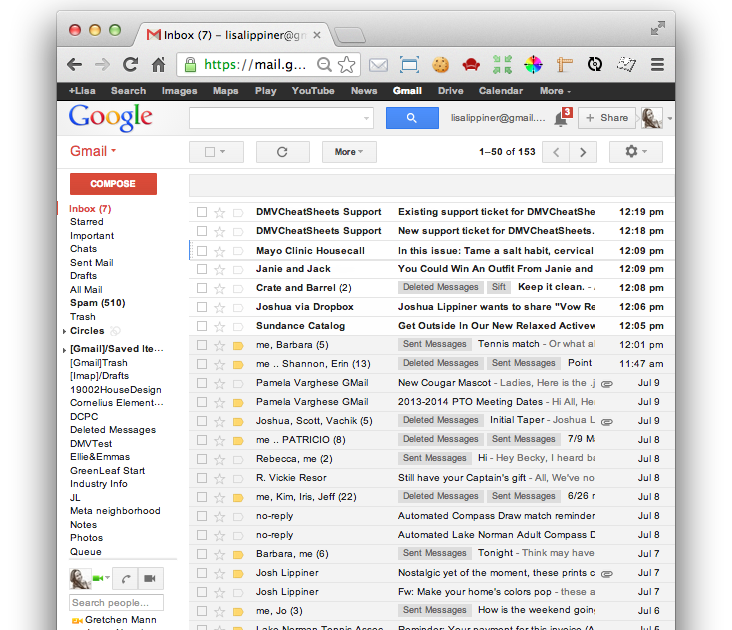 Inbox (7) – lisalippiner@gn
https://mail.g...
+Lisa Search Images Maps Play YouTube News Gmail Drive Calendar More
Google
lisalippiner@gmail.... 3 + Share
Gmail
More 1–50 of 153
COMPOSE
Inbox (7)
Starred
Important
Chats
Sent Mail
Drafts
All Mail
Spam (510)
Trash
Circles
[Gmail]/Saved Ite...
[Gmail]Trash
[Imap]/Drafts
19002HouseDesign
Cornelius Element...
DCPC
Deleted Messages
DMVTest
Ellie&Emmas
GreenLeaf Start
Industry Info
JL
Meta neighborhood
Notes
Photos
Queue
Search people...
Gretchen Mann
DMVCheatSheets Support Existing support ticket for DMVCheatShe 12:19 pm
DMVCheatSheets Support New support ticket for DMVCheatSheets. 12:18 pm
Mayo Clinic Housecall In this issue: Tame a salt habit, cervical 12:09 pm
Janie and Jack You Could Win An Outfit From Janie and 12:09 pm
Crate and Barrel (2) Deleted Messages Sift Keep it clean. - 12:08 pm
Joshua via Dropbox Joshua Lippiner wants to share "Vow Re 12:06 pm
Sundance Catalog Get Outside In Our New Relaxed Activew 12:05 pm
me, Barbara (5) Sent Messages Tennis match - Or what al 12:01 pm
me .. Shannon, Erin (13) Deleted Messages Sent Messages Point 11:47 am
Pamela Varghese GMail New Cougar Mascot - Ladies, Here is the .j Jul 9
Pamela Varghese GMail 2013-2014 PTO Meeting Dates - Hi All, He Jul 9
Joshua, Scott, Vachik (5) Deleted Messages Initial Taper - Joshua L Jul 9
me .. PATRICIO (8) Deleted Messages Sent Messages 7/9 M Jul 8
Rebecca, me (2) Sent Messages Hi - Hey Becky, I heard ba Jul 8
R. Vickie Resor Still have your Captain's gift - All, We've no Jul 8
me, Kim, Iris, Jeff (22) Deleted Messages Sent Messages 6/26 r Jul 8
no-reply Automated Compass Draw match reminder Jul 8
no-reply Automated Lake Norman Adult Compass D Jul 8
Barbara, me (6) Sent Messages Tonight - Think may have Jul 7
Josh Lippiner Nostalgic yet of the moment, these prints c Jul 7
Josh Lippiner Fw: Make your home's colors pop - these a Jul 7
me, Jo (3) Sent Messages How is the weekend going Jul 6
Lake Norman Tennis Assoc. Reminder: Your payment for this invoice (A Jul 5